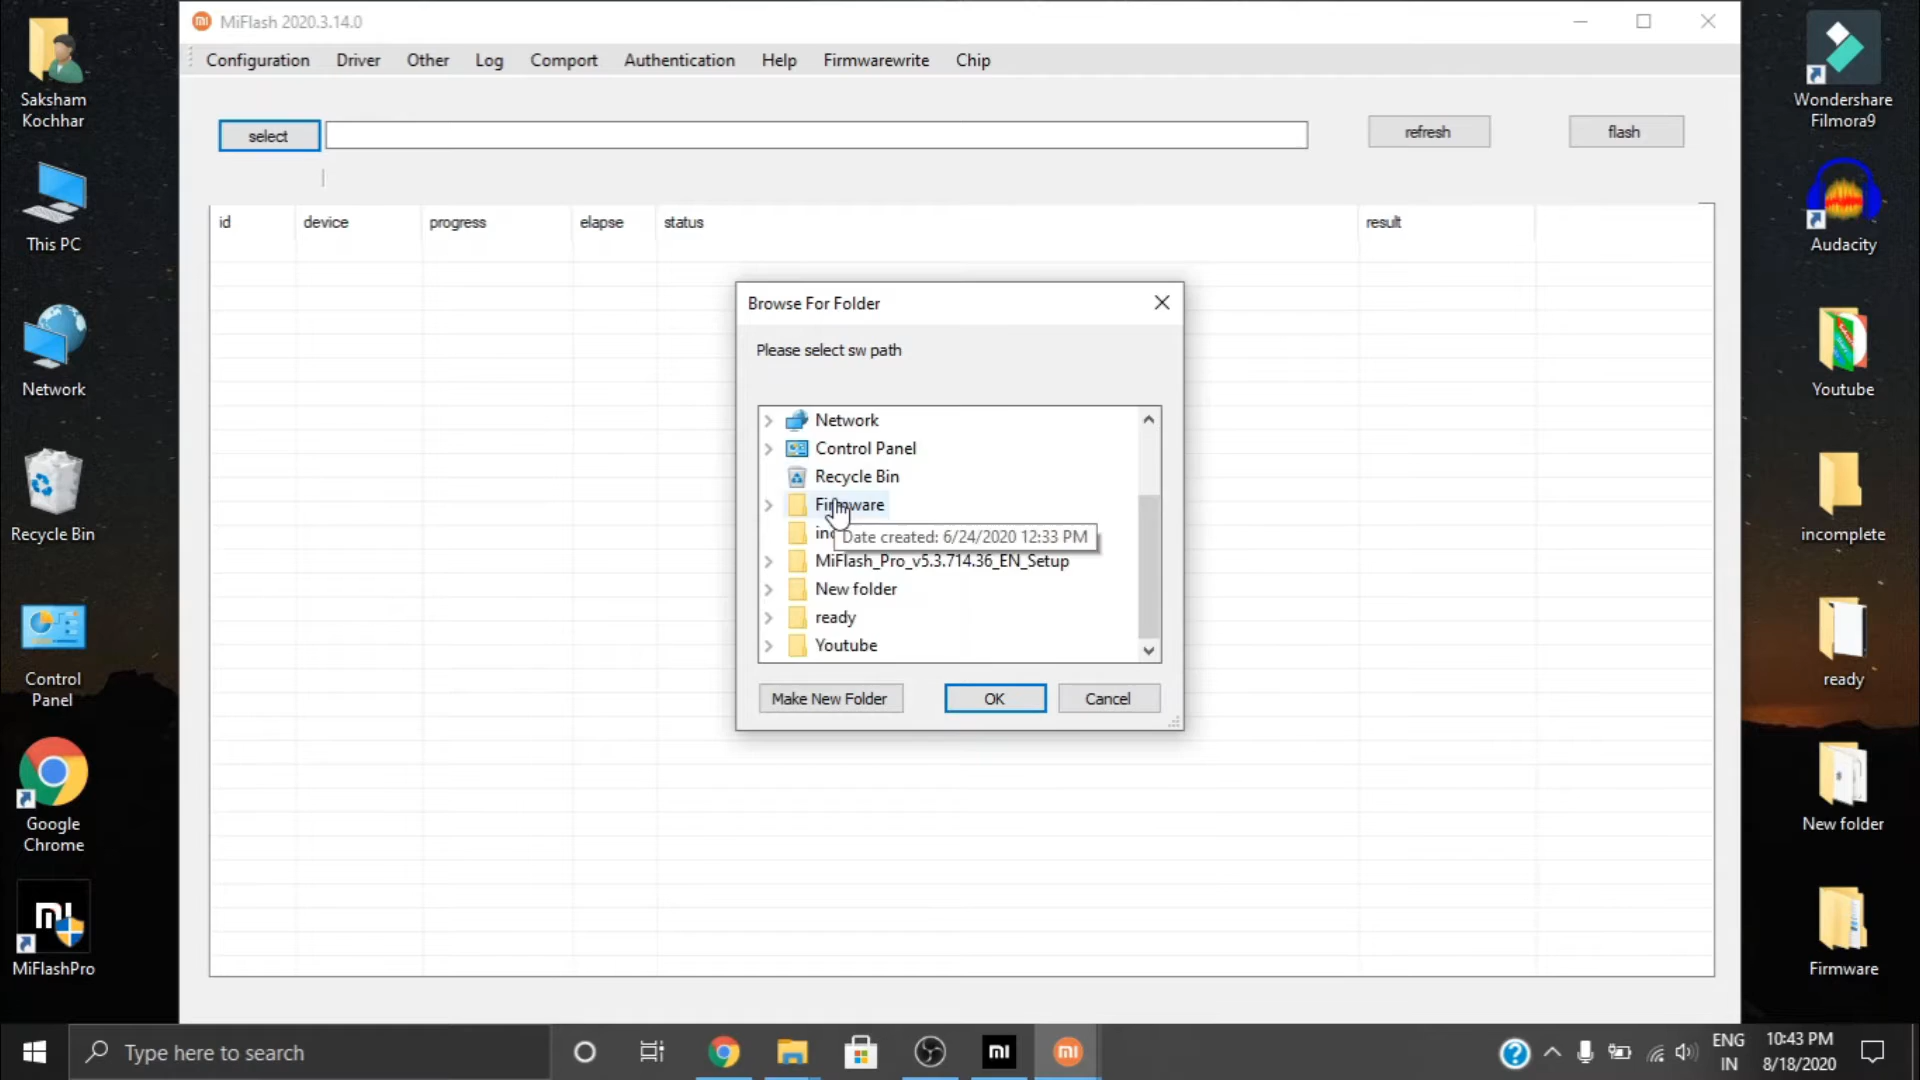 MiFlash 2020.3.14.0
Configuration Driver Other Log Comport Authentication Help Firmwarewrite Chip
select refresh flash
id device progress elapse status result
Browse For Folder
Please select sw path
Network
Control Panel
Recycle Bin
Firmware
Date created: 6/24/2020 12:33 PM
MiFlash_Pro_v5.3.714.36_EN_Setup
New folder
ready
Youtube
Make New Folder OK Cancel
Saksham
Kochhar
This PC
Network
Recycle Bin
Control
Panel
Google
Chrome
MiFlashPro
Wondershare
Filmora9
Audacity
Youtube
incomplete
ready
New folder
Firmware
Type here to search
ENG
IN
10:43 PM
8/18/2020